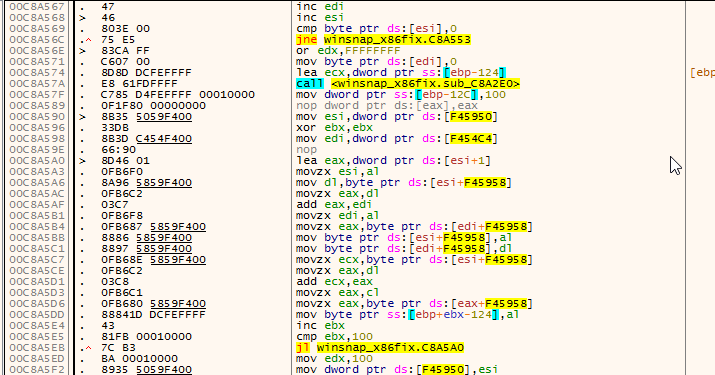 00C8A567 . 47 inc edi
00C8A568 > 46 inc esi
00C8A569 . 803E 00 cmp byte ptr ds:[esi],0
00C8A56C .^ 75 E5 jne winsnap_x86fix.C8A553
00C8A56E > 83CA FF or edx,FFFFFFFF
00C8A571 . C607 00 mov byte ptr ds:[edi],0
00C8A574 . 8D8D DCFEFFFF lea ecx,dword ptr ss:[ebp-124] [ebp
00C8A57A . E8 61FDFFFF call <winsnap_x86fix.sub_C8A2E0>
00C8A57F . C785 D4FEFFFF 00010000 mov dword ptr ss:[ebp-12C],100
00C8A589 . 0F1F80 00000000 nop dword ptr ds:[eax],eax
00C8A590 . 8B35 5059F400 mov esi,dword ptr ds:[F45950]
00C8A596 . 33DB xor ebx,ebx
00C8A598 . 8B3D C454F400 mov edi,dword ptr ds:[F454C4]
00C8A59E . 66:90 nop
00C8A5A0 > 8D46 01 lea eax,dword ptr ds:[esi+1]
00C8A5A3 . 0FB6F0 movzx esi,al
00C8A5A6 . 8A96 5859F400 mov dl,byte ptr ds:[esi+F45958]
00C8A5AC . 0FB6C2 movzx eax,dl
00C8A5AF . 03C7 add eax,edi
00C8A5B1 . 0FB6F8 movzx edi,al
00C8A5B4 . 0FB687 5859F400 movzx eax,byte ptr ds:[edi+F45958]
00C8A5BB . 8886 5859F400 mov byte ptr ds:[esi+F45958],al
00C8A5C1 . 8897 5859F400 mov byte ptr ds:[edi+F45958],dl
00C8A5C7 . 0FB68E 5859F400 movzx ecx,byte ptr ds:[esi+F45958]
00C8A5CE . 0FB6C2 movzx eax,dl
00C8A5D1 . 03C8 add ecx,eax
00C8A5D3 . 0FB6C1 movzx eax,cl
00C8A5D6 . 0FB680 5859F400 movzx eax,byte ptr ds:[eax+F45958]
00C8A5DD . 88841D DCFEFFFF mov byte ptr ss:[ebp+ebx-124],al
00C8A5E4 . 43 inc ebx
00C8A5E5 . 81FB 00010000 cmp ebx,100
00C8A5EB .^ 7C B3 jl winsnap_x86fix.C8A5A0
00C8A5ED . BA 00010000 mov edx,100
00C8A5F2 . 8935 5059F400 mov dword ptr ds:[F45950],esi